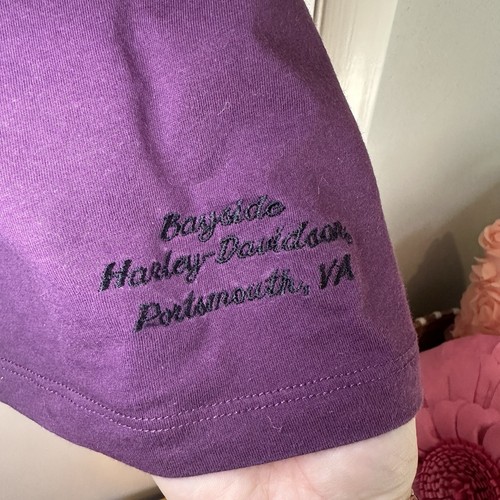 Bayside
Harley-Davidson,
Portsmouth, VA